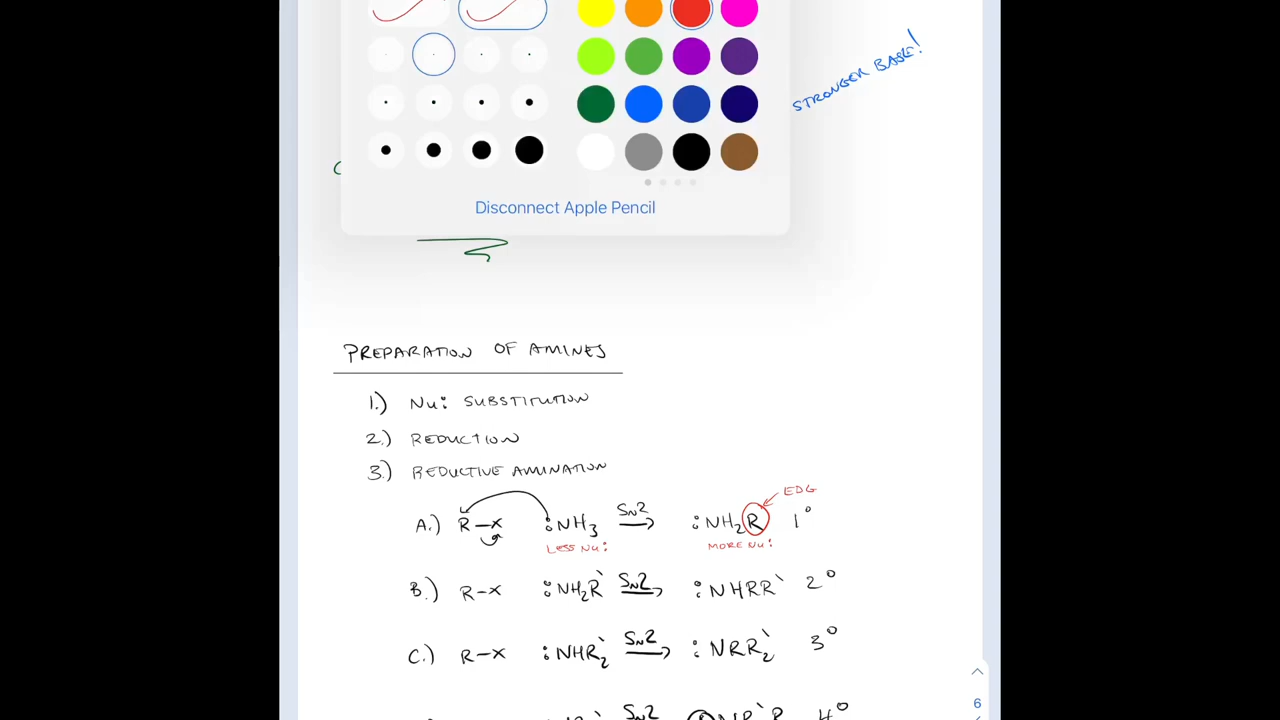 STRONGER BASE!
Disconnect Apple Pencil
PREPARATION OF AMINES
1.) Nu: SUBSTITUTION
2.) REDUCTION
3.) REDUCTIVE AMINATION
EDG
A.) R—X :NH₃ SN2 :NH₂R 1°
LESS Nu: MORE Nu:
B.) R-X :NH₂R` SN2 :NHRR` 2°
C.) R-X :NHR`₂ SN2 :NRR`₂ 3°
SN2 4°
6